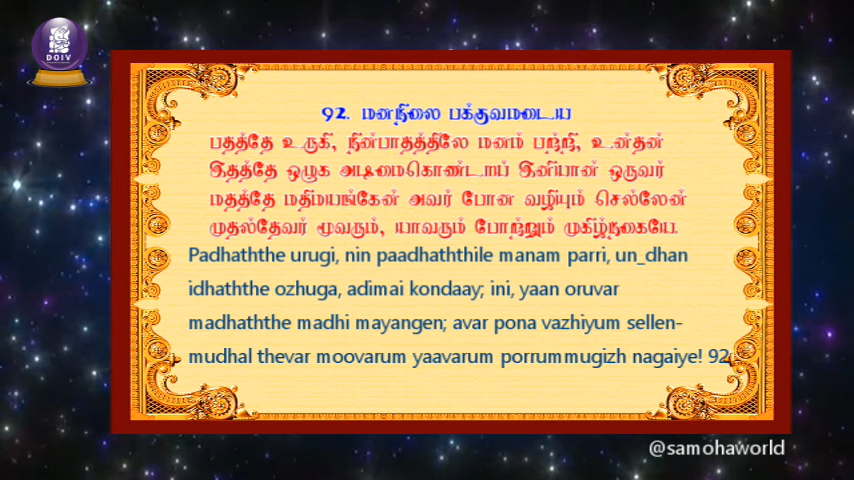 DOIV
92. மனநிலை பக்குவமடைய
பதத்தே உருகி, நின்பாதத்திலே மனம் பற்றி, உன்தன்
இதத்தே ஒழுக அடிமைகொண்டாய் இனியான் ஒருவர்
மதத்தே மதிமயங்கேன் அவர் போன வழியும் செல்லேன்
முதல்தேவர் மூவரும், யாவரும் போற்றும் முகிழ்நகையே.
Padhaththe urugi, nin paadhaththile manam parri, un_dhan
idhaththe ozhuga, adimai kondaay; ini, yaan oruvar
madhaththe madhi mayangen; avar pona vazhiyum sellen-
mudhal thevar moovarum yaavarum porrummugizh nagaiye! 92
@samohaworld